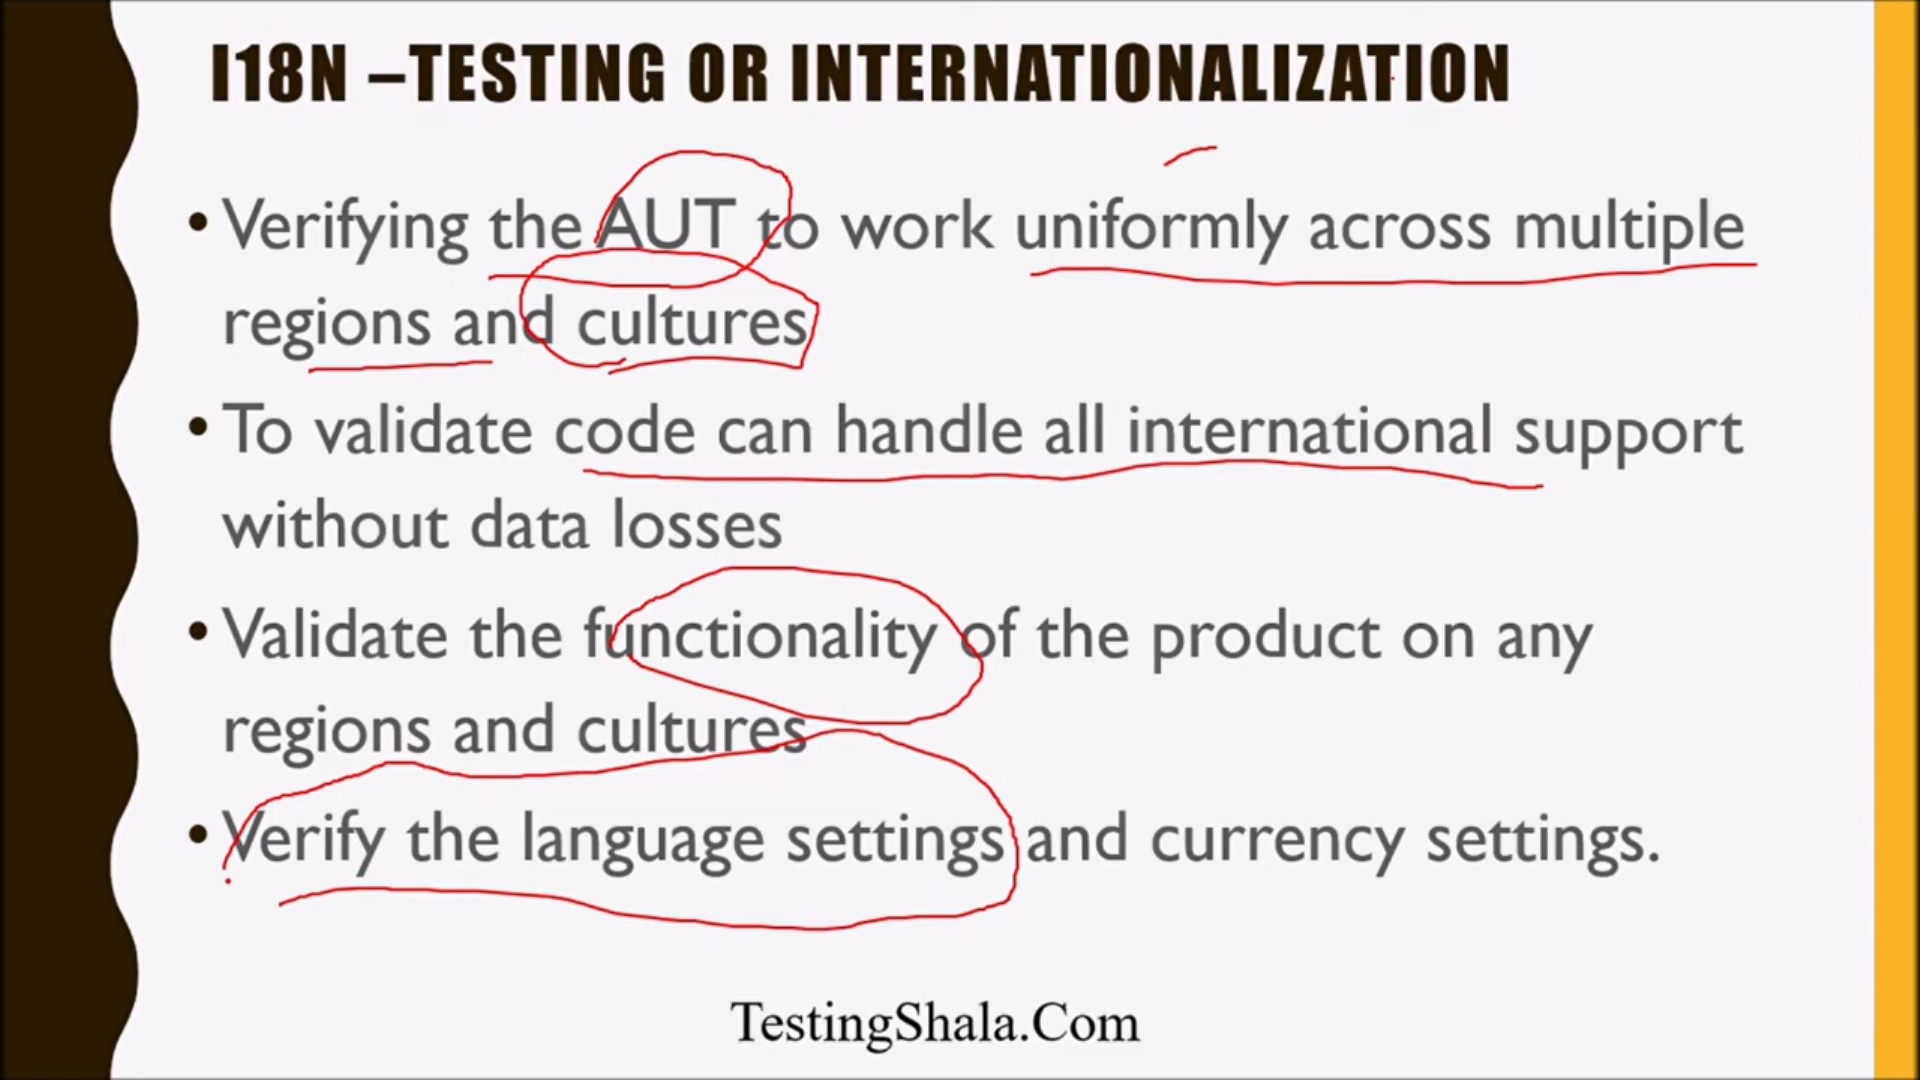 I18N –TESTING OR INTERNATIONALIZATION
• Verifying the AUT to work uniformly across multiple
regions and cultures
• To validate code can handle all international support
without data losses
• Validate the functionality of the product on any
regions and cultures
• Verify the language settings and currency settings.
TestingShala.Com